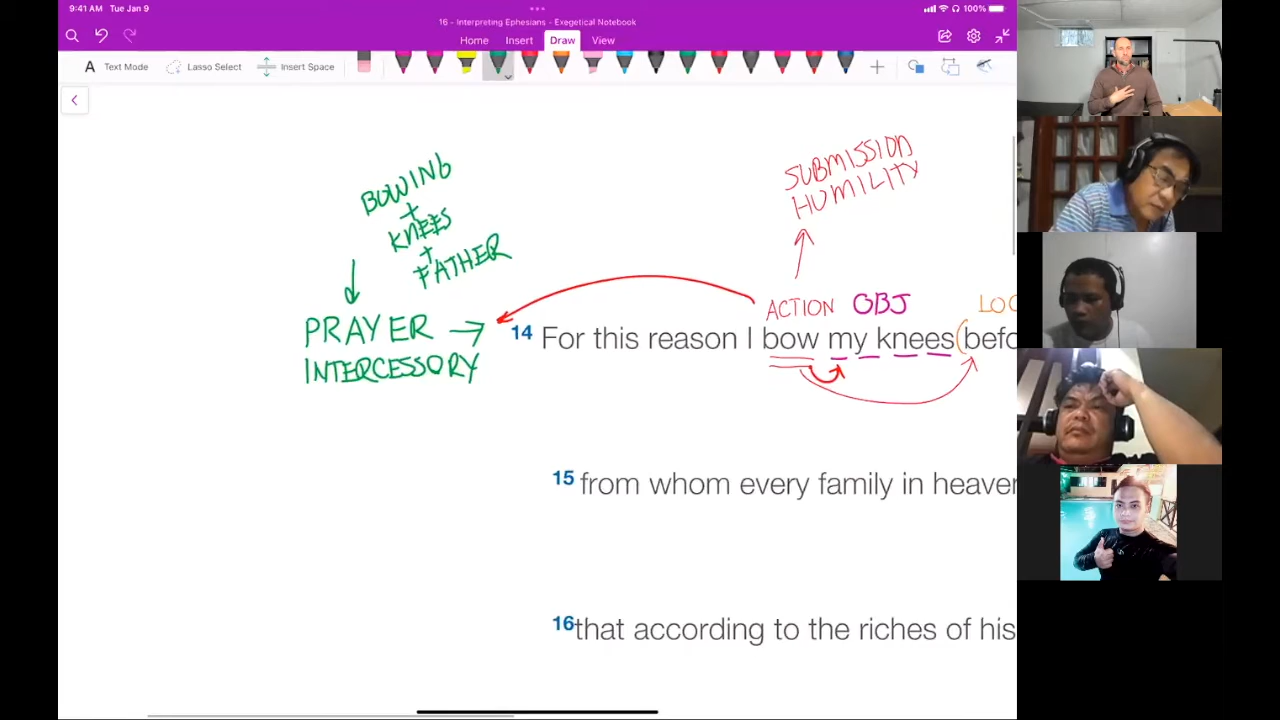 9:41 AM Tue Jan 9
100%
16 - Interpreting Ephesians - Exegetical Notebook
Home Insert Draw View
A Text Mode Lasso Select Insert Space
BOWING
+
KNEES
+
FATHER
SUBMISSION
HUMILITY
ACTION OBJ LOC
PRAYER →
INTERCESSORY
14 For this reason I bow my knees (befo
15 from whom every family in heaven
16 that according to the riches of his